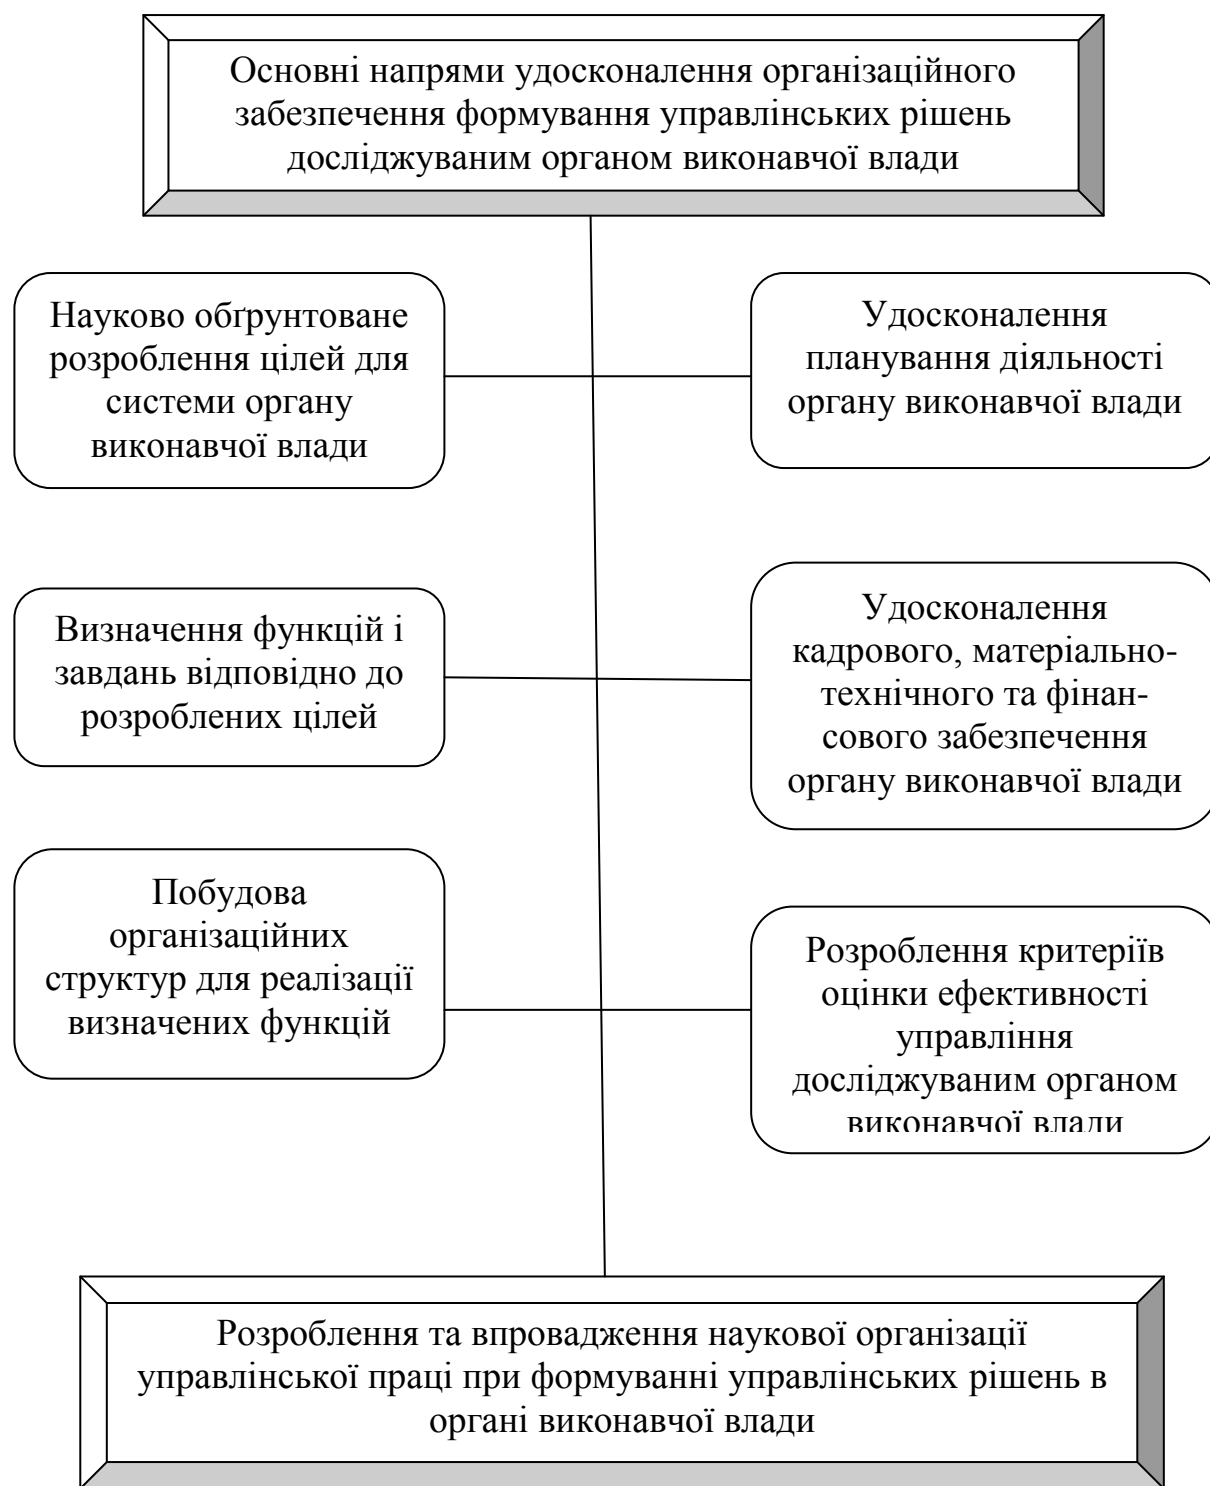 Основні напрями удосконалення організаційного
забезпечення формування управлінських рішень
досліджуваним органом виконавчої влади
Науково обґрунтоване
розроблення цілей для
системи органу
виконавчої влади
Удосконалення
планування діяльності
органу виконавчої влади
Визначення функцій і
завдань відповідно до
розроблених цілей
Удосконалення
кадрового, матеріально-
технічного та фінан-
сового забезпечення
органу виконавчої влади
Побудова
організаційних
структур для реалізації
визначених функцій
Розроблення критеріїв
оцінки ефективності
управління
досліджуваним органом
виконавчої влади
Розроблення та впровадження наукової організації
управлінської праці при формуванні управлінських рішень в
органі виконавчої влади